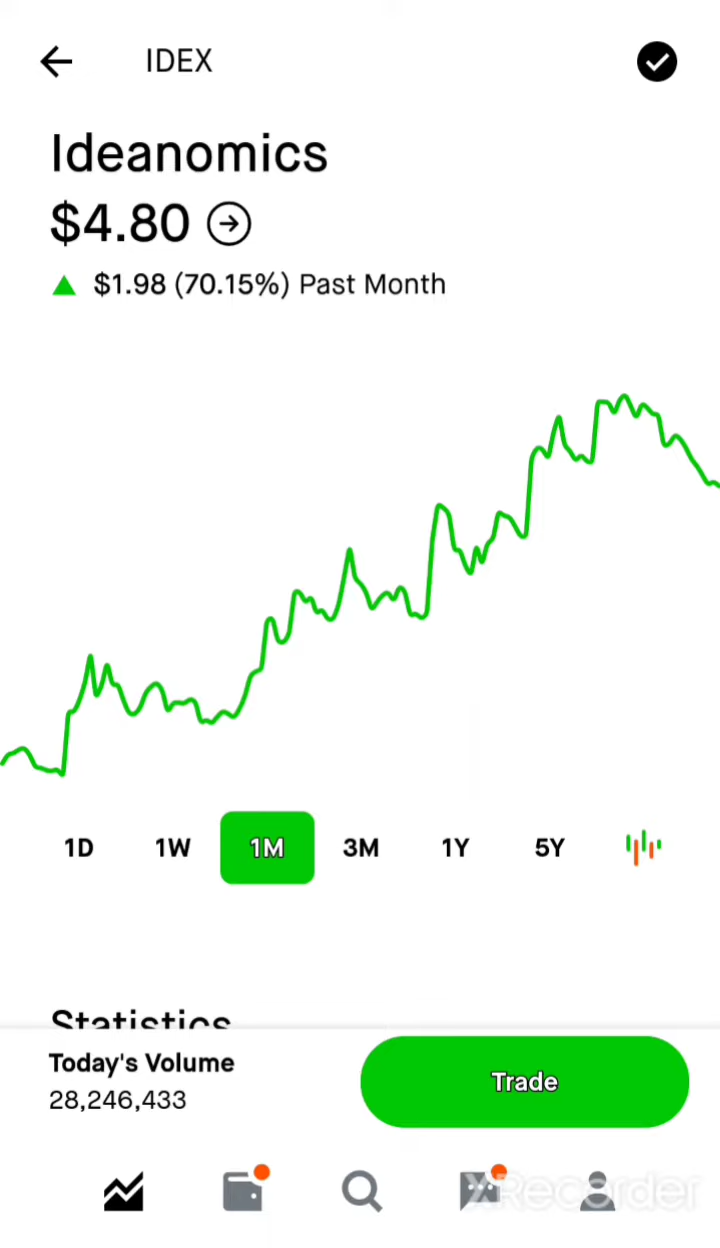 IDEX
Ideanomics
$4.80
$1.98 (70.15%) Past Month
1D 1W 1M 3M 1Y 5Y
Statistics
Today's Volume
28,246,433
Trade
XRecorder